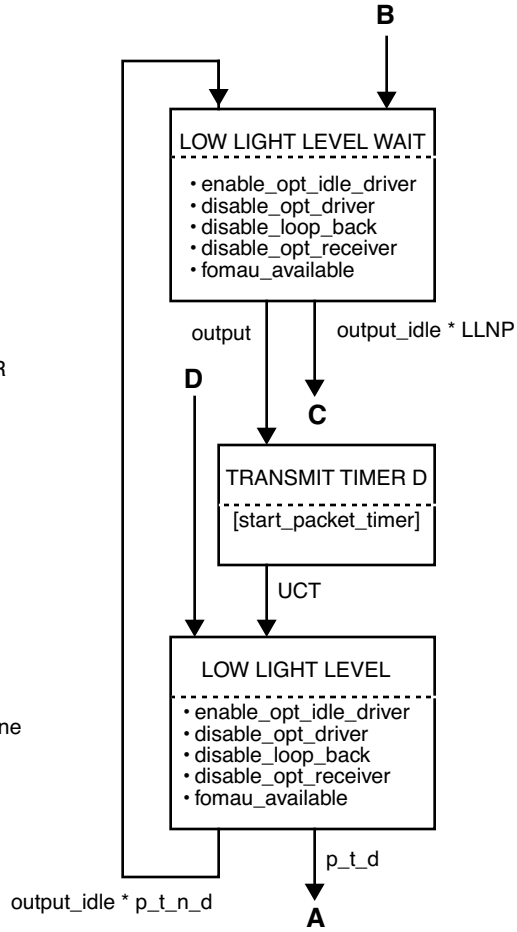 B
LOW LIGHT LEVEL WAIT
• enable_opt_idle_driver
• disable_opt_driver
• disable_loop_back
• disable_opt_receiver
• fomau_available
output
output_idle * LLNP
R
D
C
TRANSMIT TIMER D
[start_packet_timer]
UCT
LOW LIGHT LEVEL
• enable_opt_idle_driver
• disable_opt_driver
ne
• disable_loop_back
• disable_opt_receiver
• fomau_available
p_t_d
output_idle * p_t_n_d
A